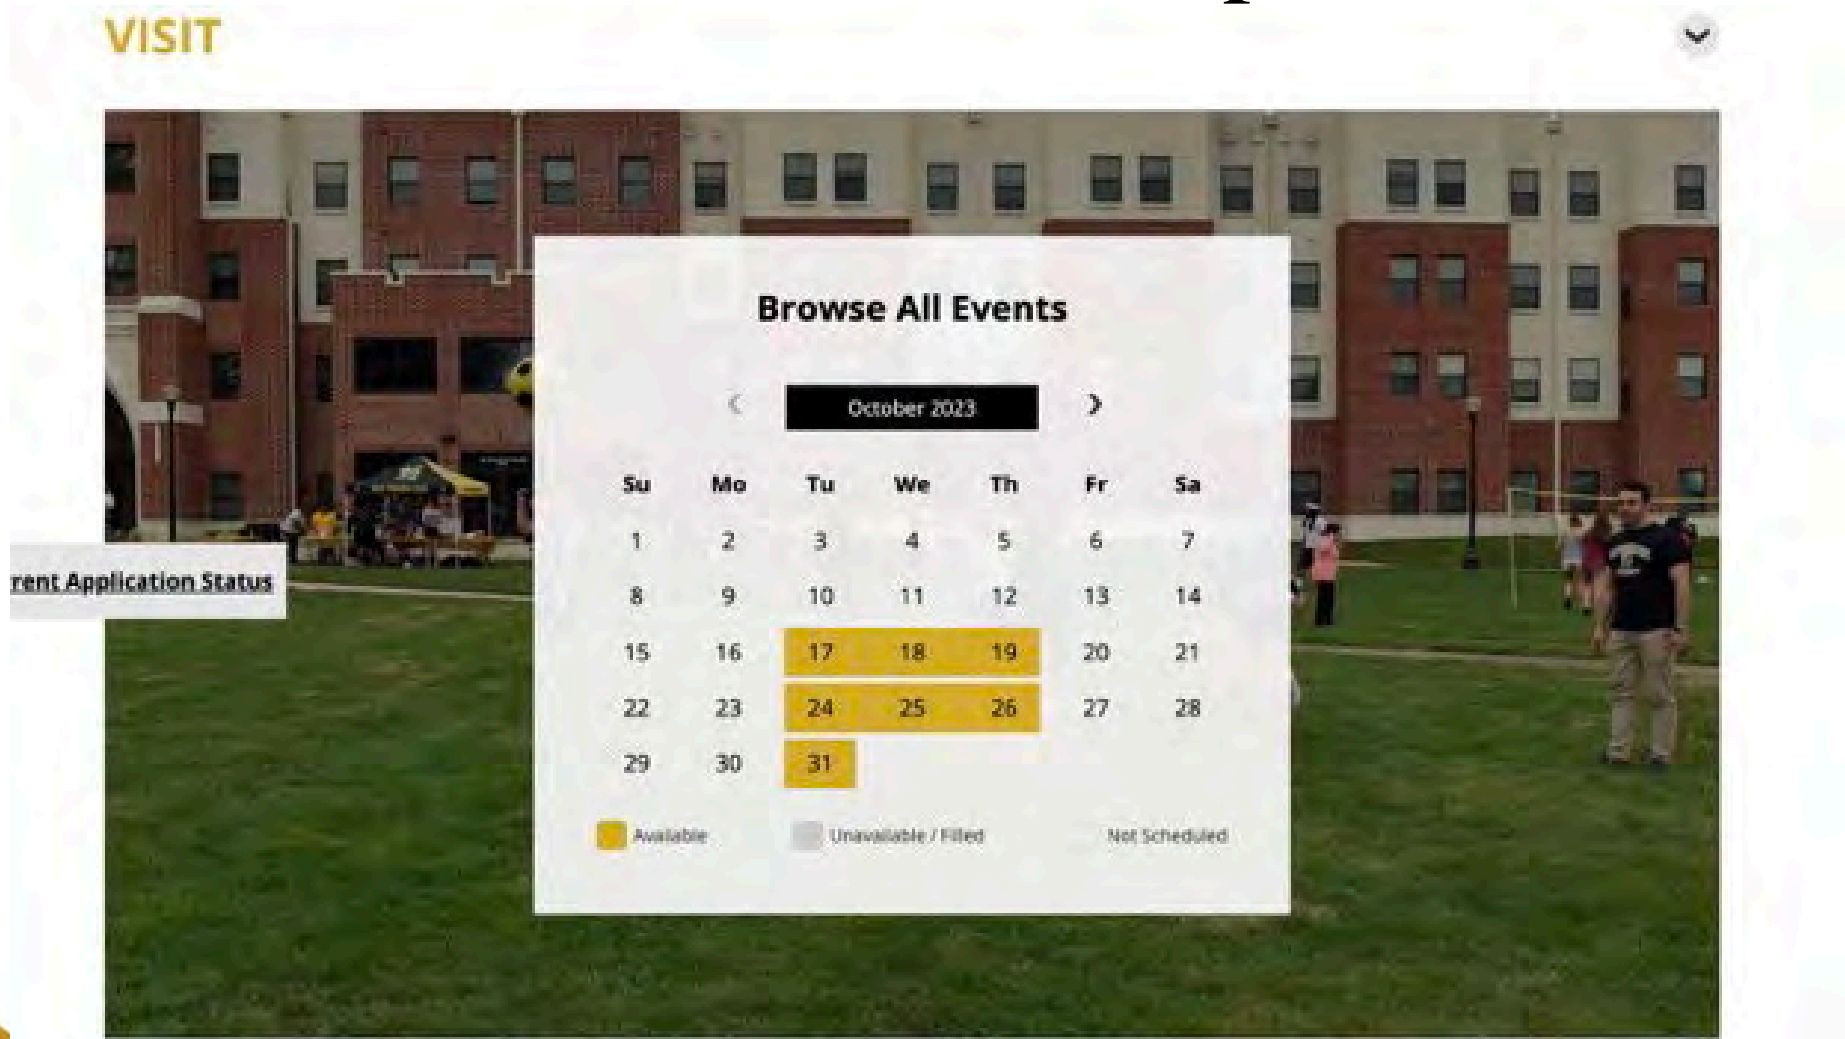 VISIT
Browse All Events
October 2023
Su Mo Tu We Th Fr Sa
1 2 3 4 5 6 7
8 9 10 11 12 13 14
15 16 17 18 19 20 21
22 23 24 25 26 27 28
29 30 31
Available Unavailable / Filled Not Scheduled
Application Status